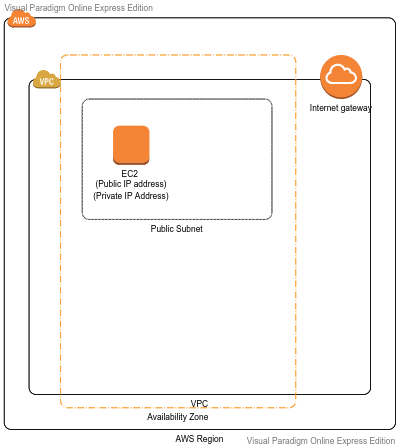 Visual Paradigm Online Express Edition
AWS
VPC
Internet gateway
EC2
(Public IP address)
(Private IP Address)
Public Subnet
VPC
Availability Zone
AWS Region
Visual Paradigm Online Express Edition